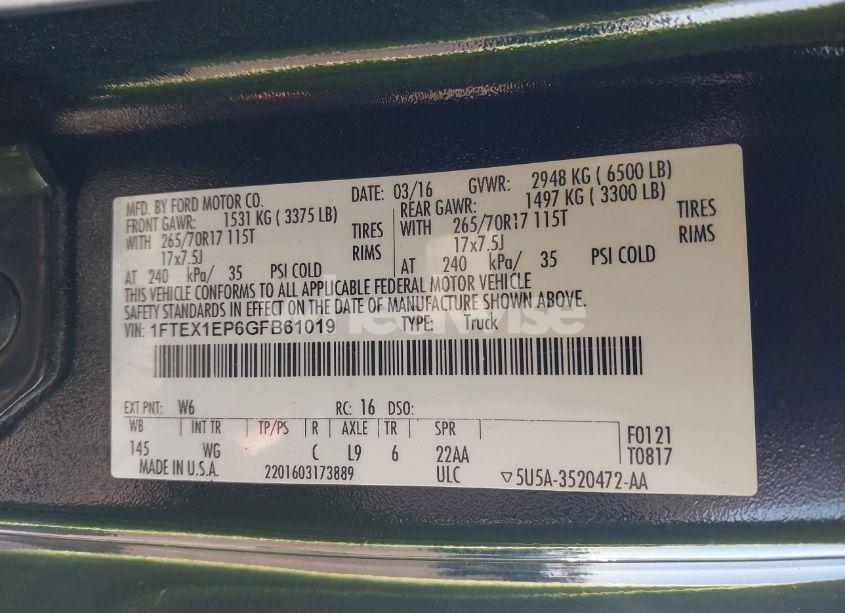 MFD. BY FORD MOTOR CO. DATE: 03/16 GVWR: 2948 KG ( 6500 LB)
FRONT GAWR: 1531 KG ( 3375 LB) REAR GAWR: 1497 KG ( 3300 LB)
WITH 265/70R17 115T TIRES WITH 265/70R17 115T TIRES
17x7.5J RIMS 17x7.5J RIMS
AT 240 kPa/ 35 PSI COLD AT 240 kPa/ 35 PSI COLD
THIS VEHICLE CONFORMS TO ALL APPLICABLE FEDERAL MOTOR VEHICLE
SAFETY STANDARDS IN EFFECT ON THE DATE OF MANUFACTURE SHOWN ABOVE.
VIN: 1FTEX1EP6GFB61019 TYPE: Truck
EXT PNT: W6 RC: 16 DSO:
WB INT TR TP/PS R AXLE TR SPR F0121
145 WG C L9 6 22AA T0817
MADE IN U.S.A. 2201603173889 ULC ▽5U5A-3520472-AA